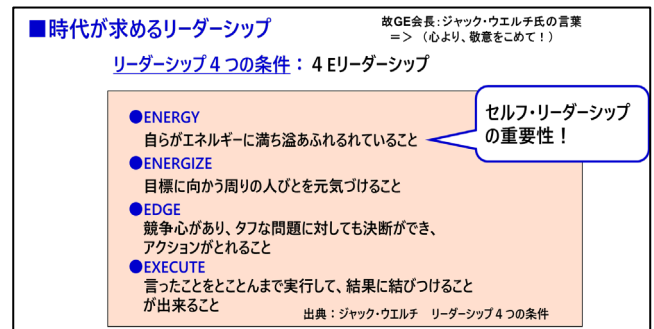 ■時代が求めるリーダーシップ
故GE会長:ジャック・ウエルチ氏の言葉
=> (心より、敬意をこめて!)
リーダーシップ4つの条件:4Eリーダーシップ
●ENERGY
自らがエネルギーに満ち溢あふれるれていること
セルフ・リーダーシップ
の重要性!
●ENERGIZE
目標に向かう周りの人びとを元気づけること
●EDGE
競争心があり、タフな問題に対しても決断ができ、
アクションがとれること
●EXECUTE
言ったことをとことんまで実行して、結果に結びつけること
が出来ること
出典:ジャック・ウエルチ リーダーシップ4つの条件